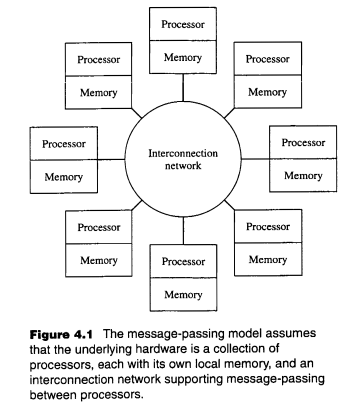 Processor
Memory
Processor
Memory
Processor
Memory
Processor
Memory
Interconnection
network
Processor
Memory
Processor
Memory
Processor
Memory
Processor
Memory
Figure 4.1 The message-passing model assumes
that the underlying hardware is a collection of
processors, each with its own local memory, and an
interconnection network supporting message-passing
between processors.